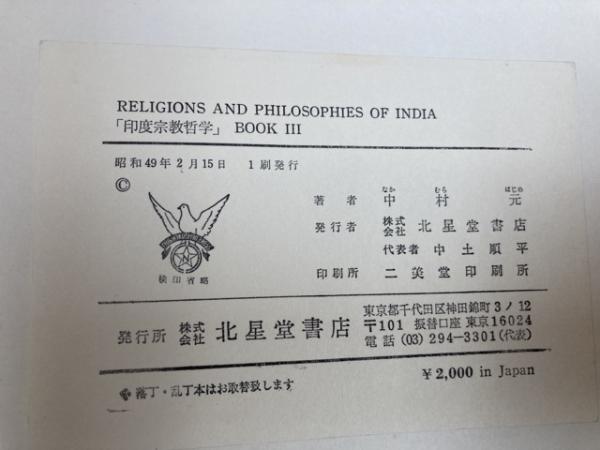 RELIGIONS AND PHILOSOPHIES OF INDIA
「印度宗教哲学」 BOOK III
昭和49年2月15日 1刷発行
©
検印省略
なか むら はじめ
著者 中村元
発行者 株式会社 北星堂書店
代表者 中土順平
印刷所 二美堂印刷所
発行所 株式会社 北星堂書店
東京都千代田区神田錦町3ノ12
〒101 振替口座 東京16024
電話 (03) 294-3301(代表)
落丁・乱丁本はお取替致します
¥2,000 in Japan